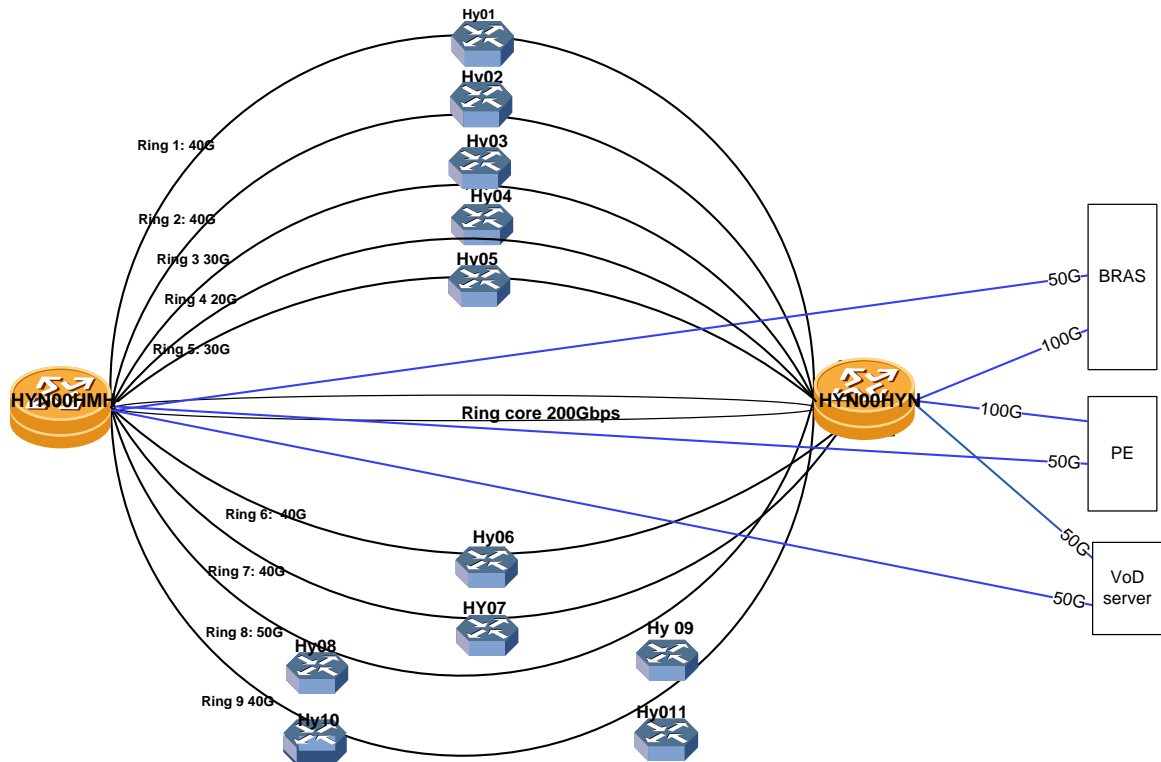 Hy01
Hy02
Ring 1: 40G
Hy03
Ring 2: 40G
Hy04
Ring 3 30G
Hy05
50G
BRAS
Ring 4 20G
100G
Ring 5: 30G
HYN00HMH
HYN00HYN
Ring core 200Gbps
100G
PE
50G
Ring 6: 40G
Hy06
50G
Ring 7: 40G
VoD
server
50G
HY07
Ring 8: 50G
Hy08
Hy 09
Ring 9 40G
Hy10
Hy011